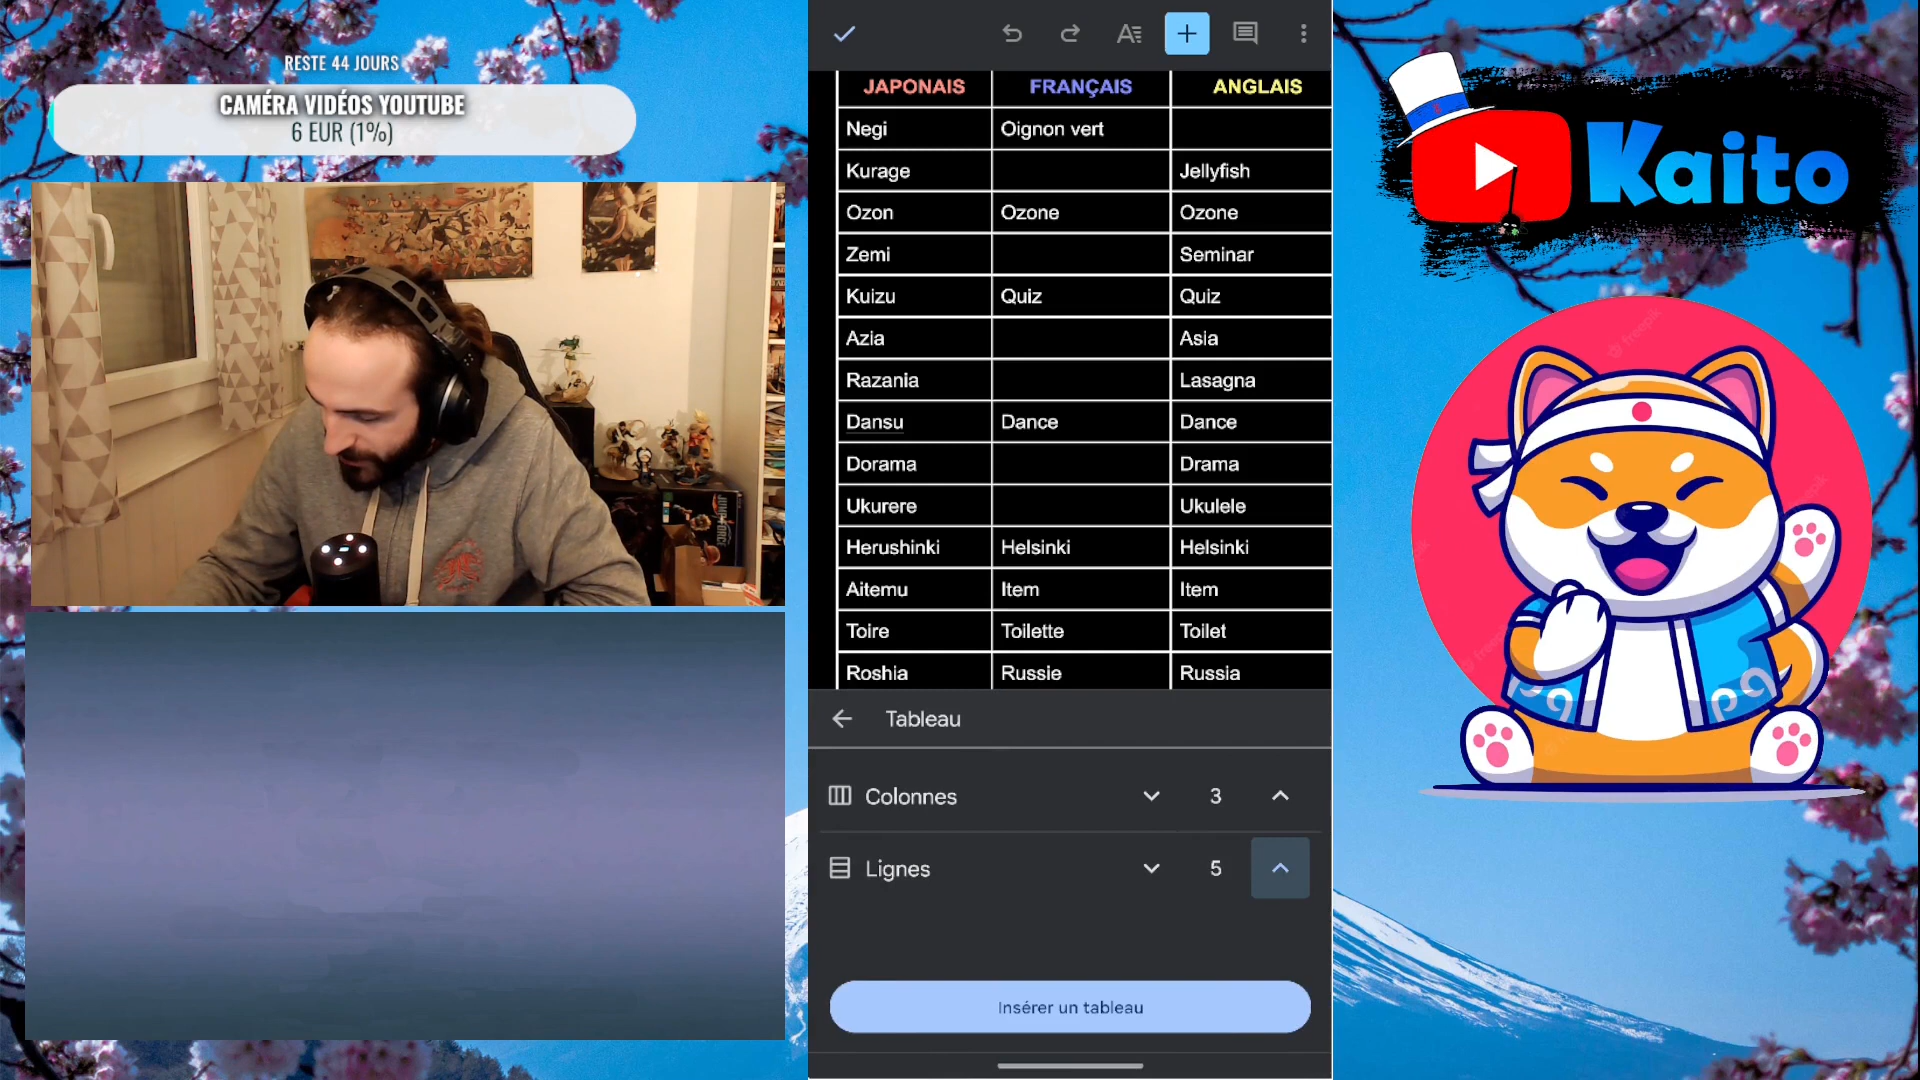 RESTE 44 JOURS
CAMÉRA VIDÉOS YOUTUBE
6 EUR (1%)
JAPONAIS FRANÇAIS ANGLAIS
Negi Oignon vert
Kurage Jellyfish
Ozon Ozone Ozone
Zemi Seminar
Kuizu Quiz Quiz
Azia Asia
Razania Lasagna
Dansu Dance Dance
Dorama Drama
Ukurere Ukulele
Herushinki Helsinki Helsinki
Aitemu Item Item
Toire Toilette Toilet
Roshia Russie Russia
Tableau
Colonnes 3
Lignes 5
Insérer un tableau
Kaito
JUMP FORCE
freepik